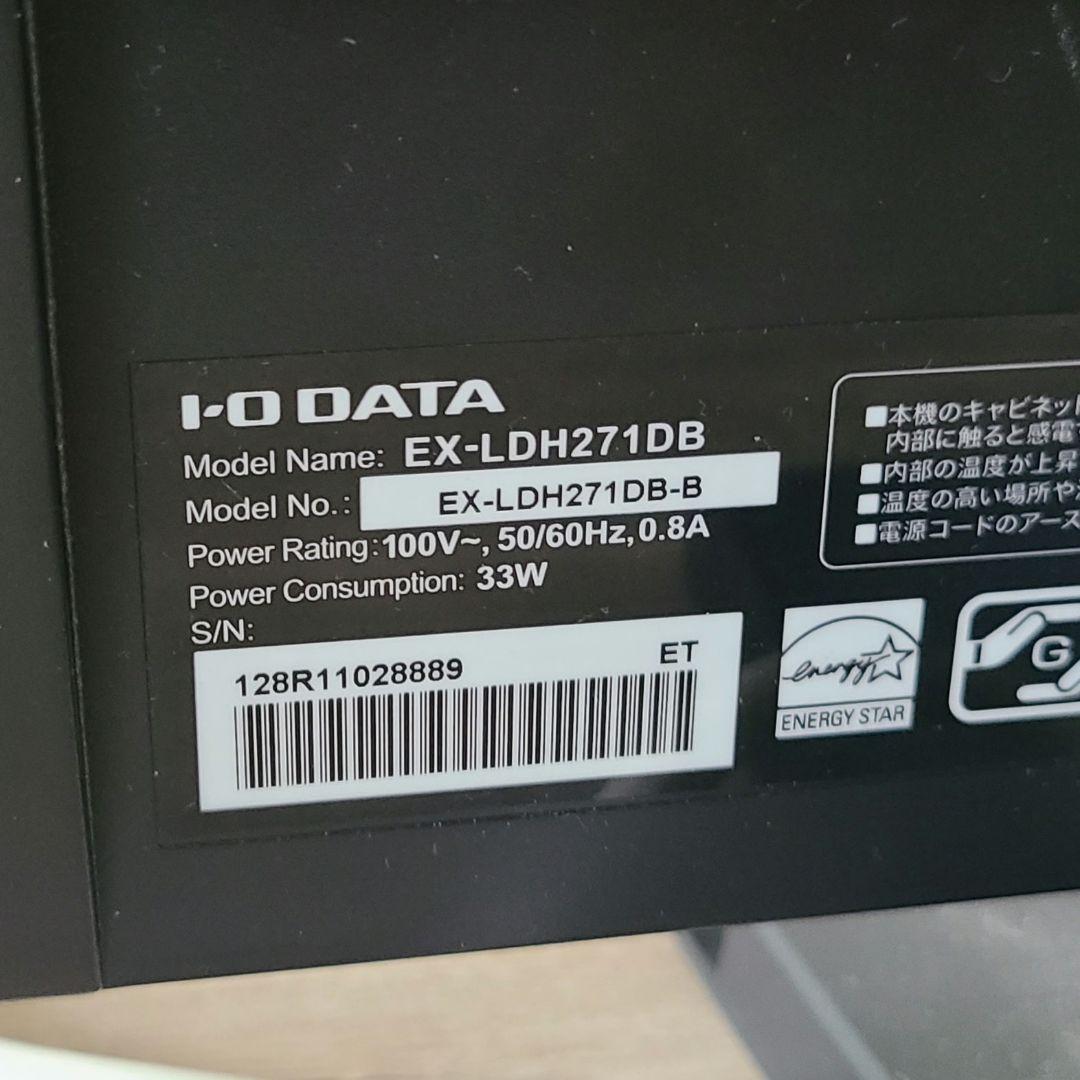 I-O DATA
Model Name: EX-LDH271DB
Model No.: EX-LDH271DB-B
Power Rating:100V~, 50/60Hz, 0.8A
Power Consumption: 33W
S/N:
128R11028889 ET
■本機のキャビネット
内部に触ると感電
■内部の温度が上昇
■温度の高い場所や
■電源コードのアース
energy
ENERGY STAR
G